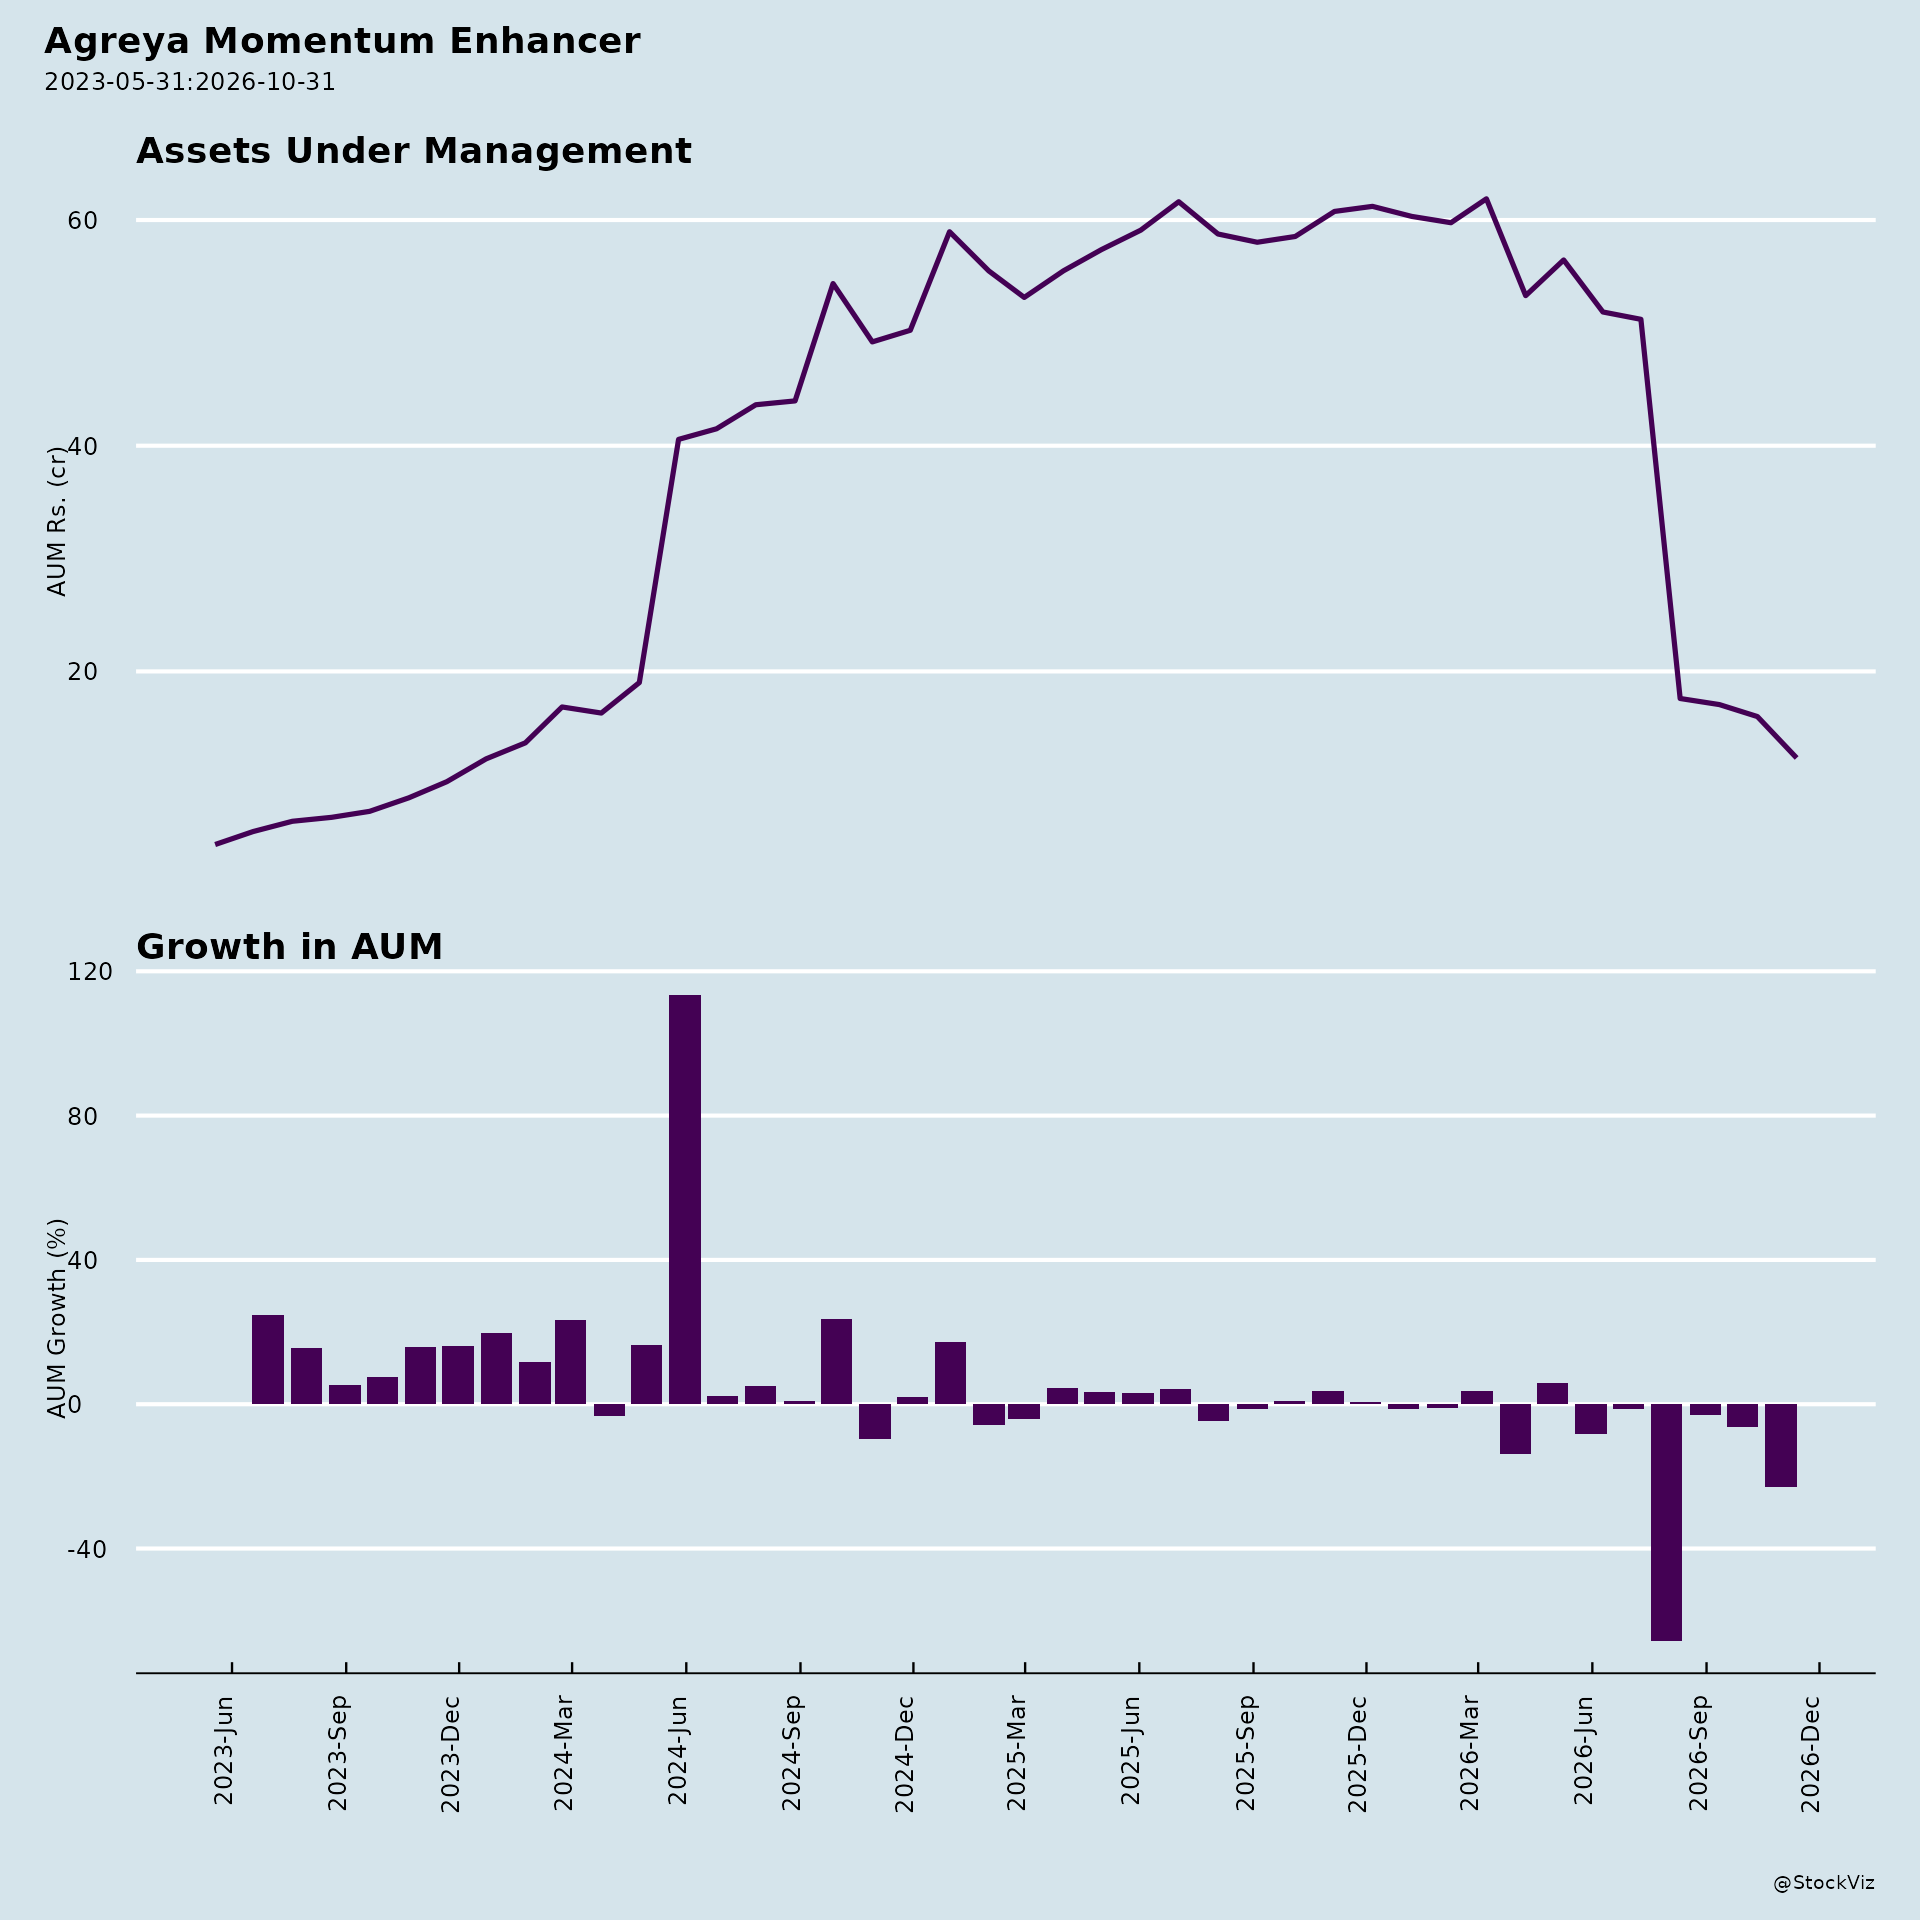 Agreya Momentum Enhancer
2023-05-31:2026-10-31
Assets Under Management
60
40
20
AUM Rs. (cr)
Growth in AUM
120
80
40
0
-40
AUM Growth (%)
2023-Jun
2023-Sep
2023-Dec
2024-Mar
2024-Jun
2024-Sep
2024-Dec
2025-Mar
2025-Jun
2025-Sep
2025-Dec
2026-Mar
2026-Jun
2026-Sep
2026-Dec
@StockViz